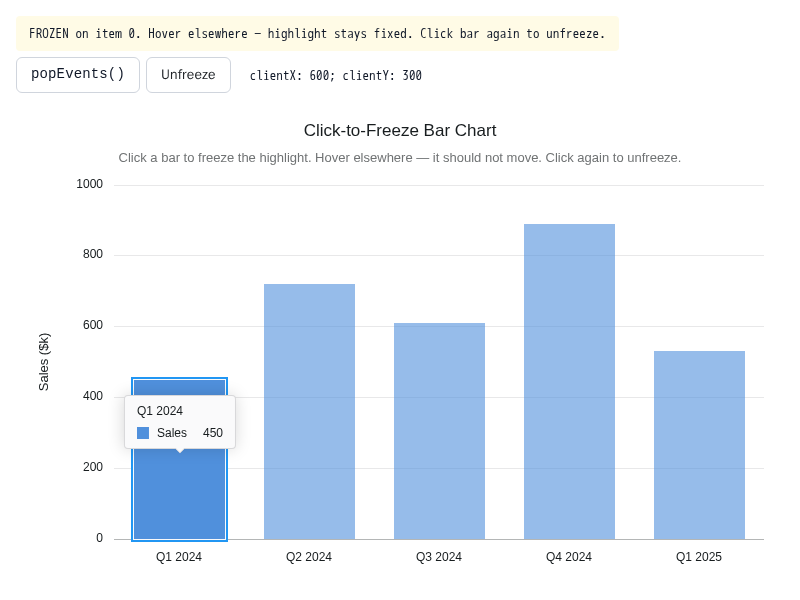 FROZEN on item 0. Hover elsewhere — highlight stays fixed. Click bar again to unfreeze.
popEvents() Unfreeze clientX: 600; clientY: 300
Click-to-Freeze Bar Chart
Click a bar to freeze the highlight. Hover elsewhere — it should not move. Click again to unfreeze.
1000
800
600
400
200
0
Sales ($k)
Q1 2024
Sales 450
Q1 2024 Q2 2024 Q3 2024 Q4 2024 Q1 2025